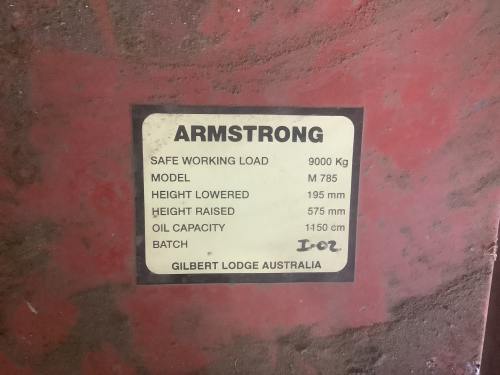 ARMSTRONG
SAFE WORKING LOAD 9000 Kg
MODEL M 785
HEIGHT LOWERED 195 mm
HEIGHT RAISED 575 mm
OIL CAPACITY 1150 cm
BATCH I-02
GILBERT LODGE AUSTRALIA